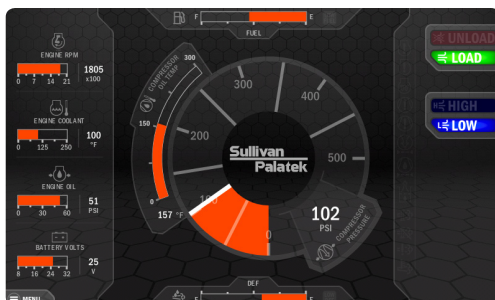 F E
FUEL
ENGINE RPM
1805
x100
0 7 14 21
ENGINE COOLANT
100
°F
0 125 250
ENGINE OIL
51
PSI
0 30 60
BATTERY VOLTS
25
V
8 16 24 32
MENU
COMPRESSOR
OIL TEMP
300
150
0
157 °F
0
100
200
300
400
500
Sullivan
Palatek
102
PSI
COMPRESSOR
PRESSURE
UNLOAD
LOAD
HIGH
LOW
DEF
F E